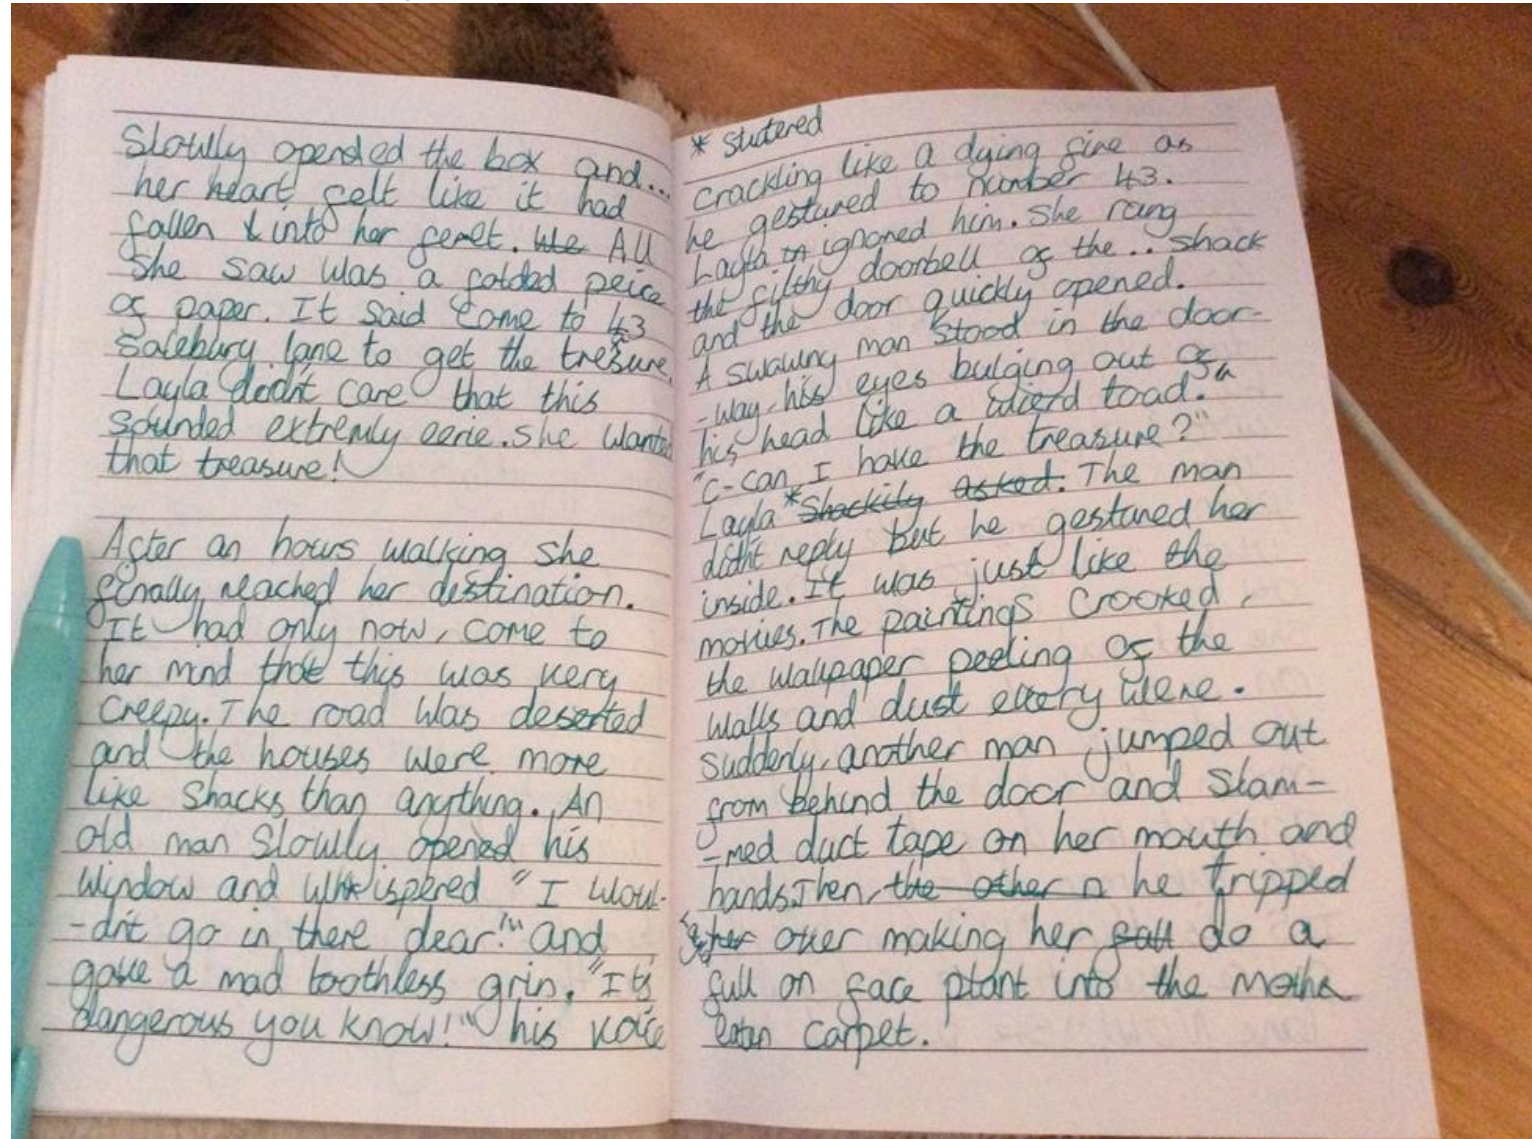 Slowlly opended the box and...
her heart felt like it had
fallen into her feet. We All
She saw was a folded peice
of paper. It said come to 43
Salebury lane to get the tresure.
Layla didn't care that this
sounded extremly eerie. She wanted
that treasure!
After an hours walking she
finally reached her destination.
It had only now, come to
her mind that this was very
creepy. The road was deserted
and the houses were more
like shacks than anything. An
old man Slowlly opened his
window and whispered "I woul-
-dn't go in there dear!" and
gave a mad toothless grin. "It's
dangerous you know!" his voice
* stutered
crackling like a dying fire as
he gestured to number 43.
Layla ignored him. She rang
the filthy doorbell of the... shack
and the door quickly opened.
A swaying man stood in the door-
-way, his eyes bulging out of
his head like a wierd toad.
"C-can I have the treasure?"
Layla * Shackily asked. The man
didn't reply but he gestured her
inside. It was just like the
movies. The paintings crooked,
the wallpaper peeling of the
walls and dust every were.
Suddenly, another man jumped out
from behind the door and slam-
-med duct tape on her mouth and
hands. Then, the other he tripped
her over making her fall do a
full on face plant into the
eaten carpet.